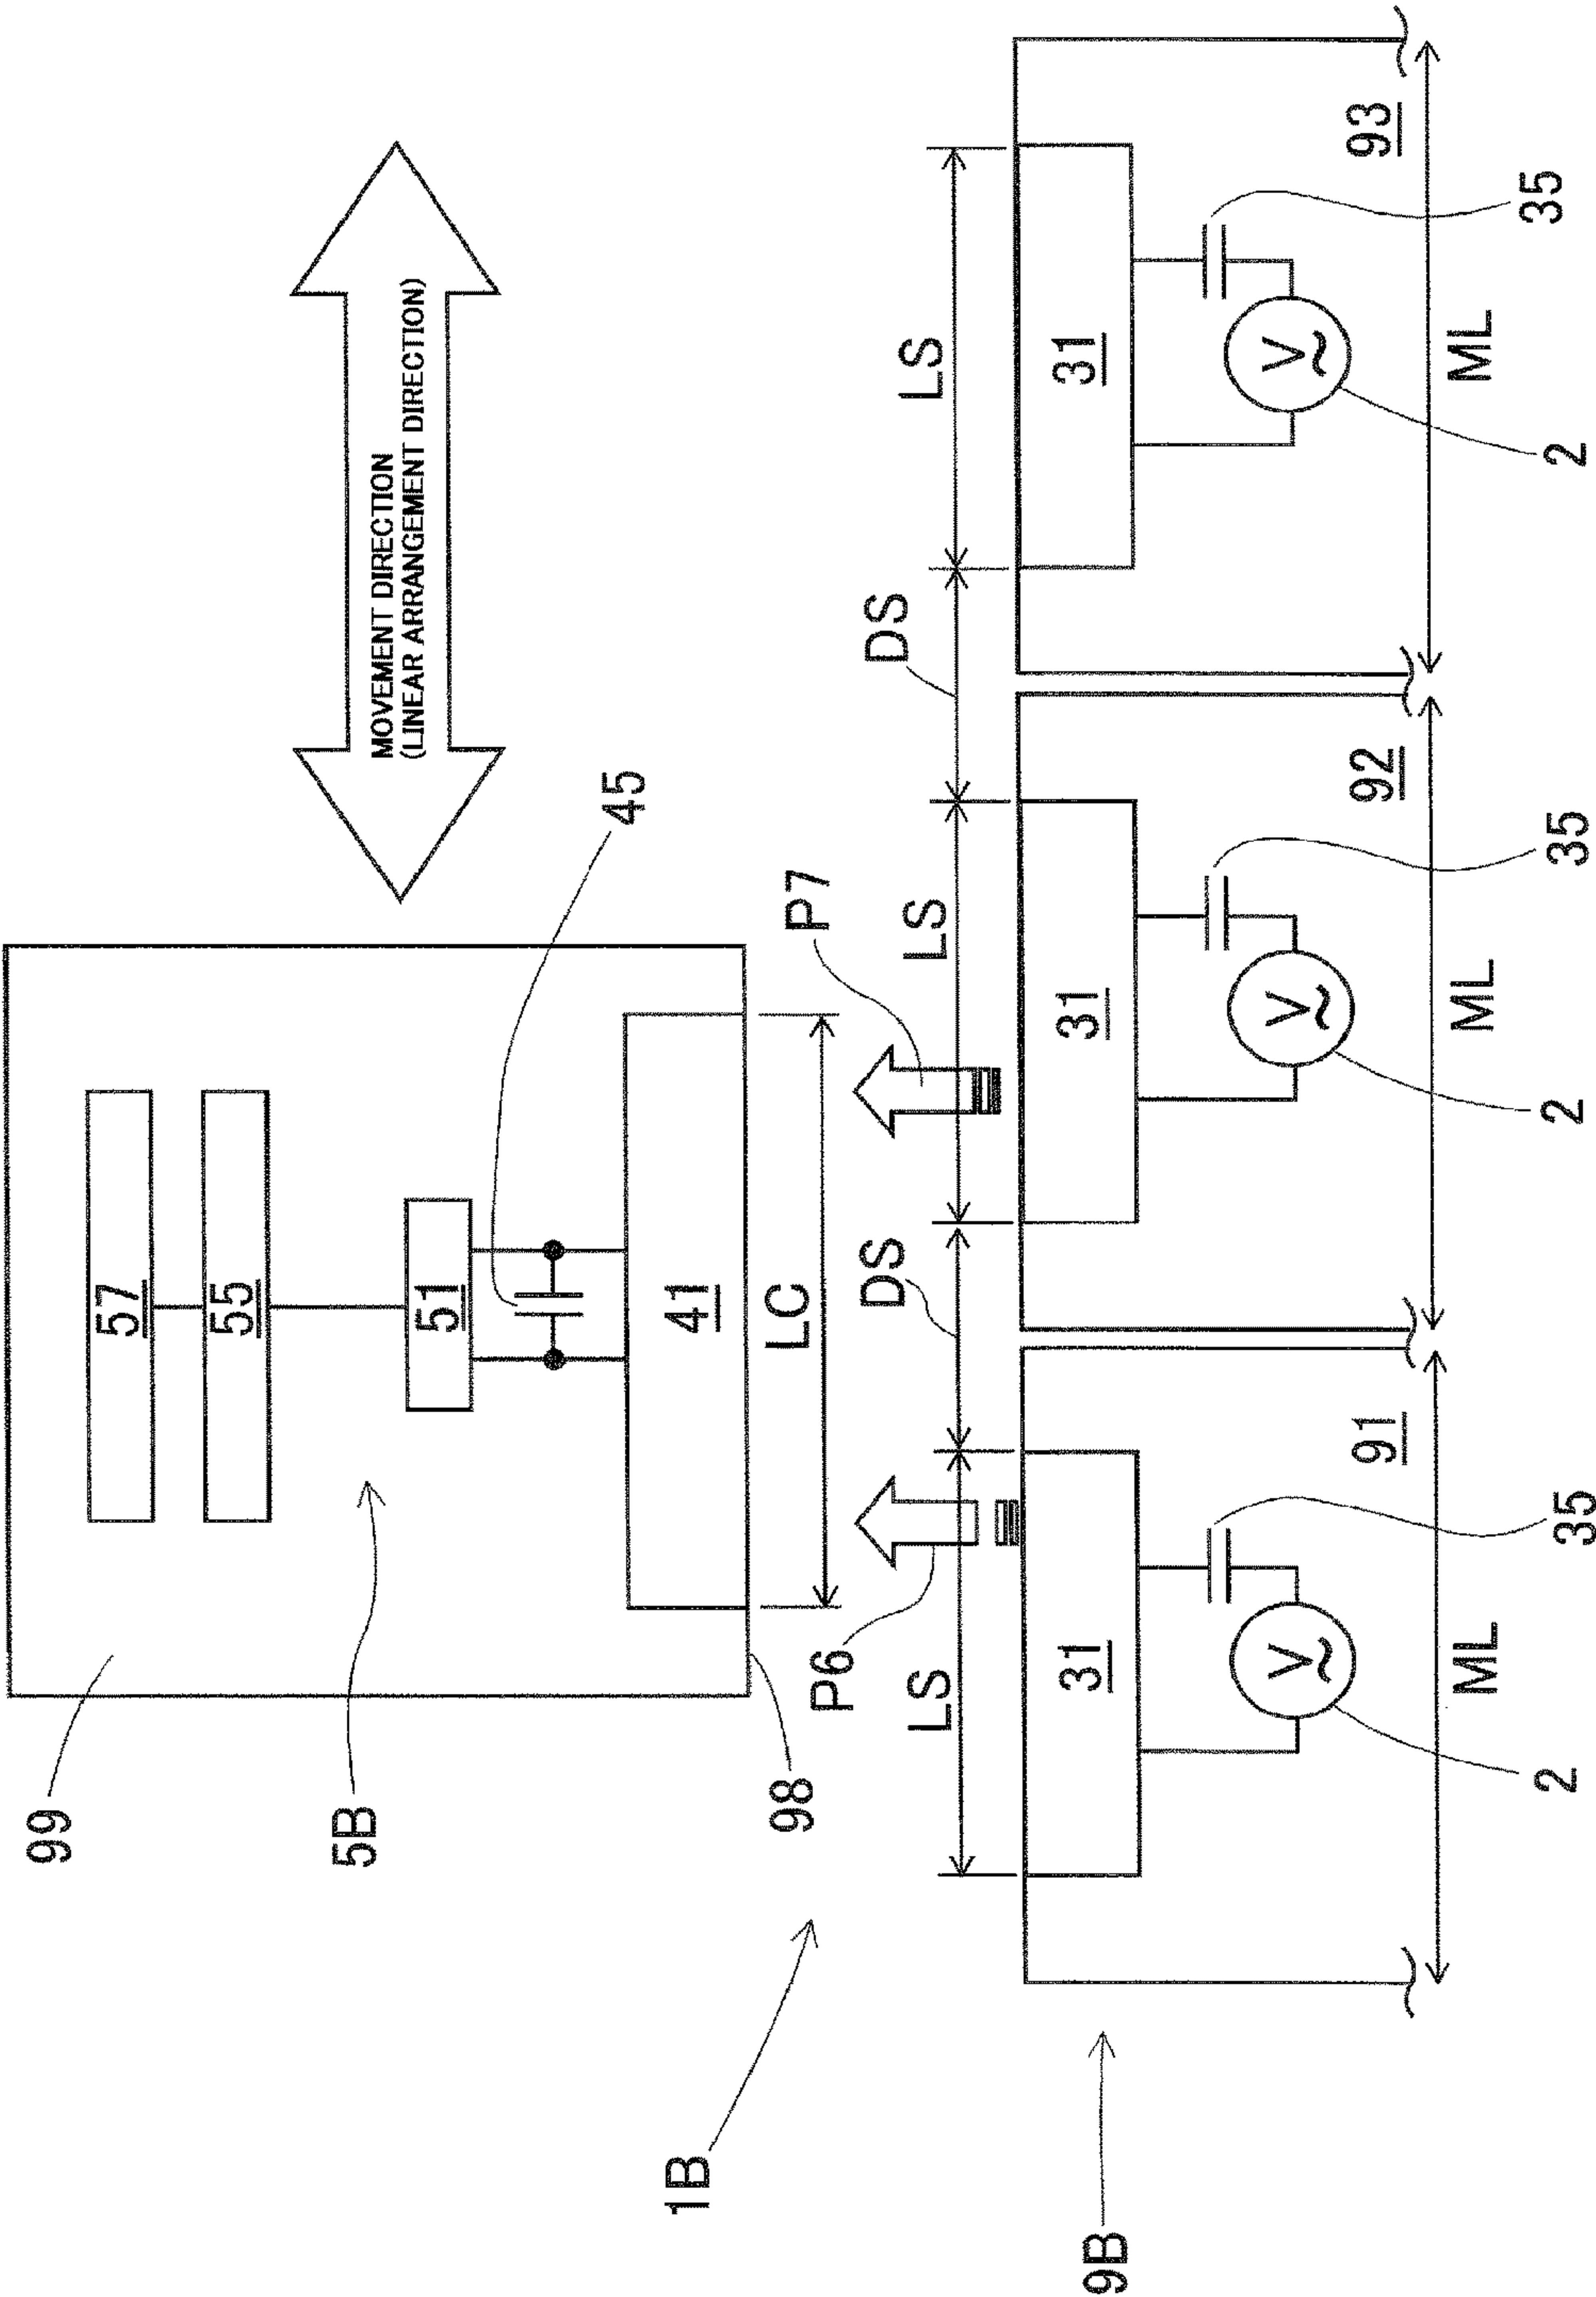 MOVEMENT DIRECTION
(LINEAR ARRANGEMENT DIRECTION)
99
57
55
5B
51
45
41
98
LC
P6
P7
1B
DS
DS
LS
LS
LS
9B
31
31
31
V
V
V
91
92
93
ML
ML
ML
2
35
2
35
2
35